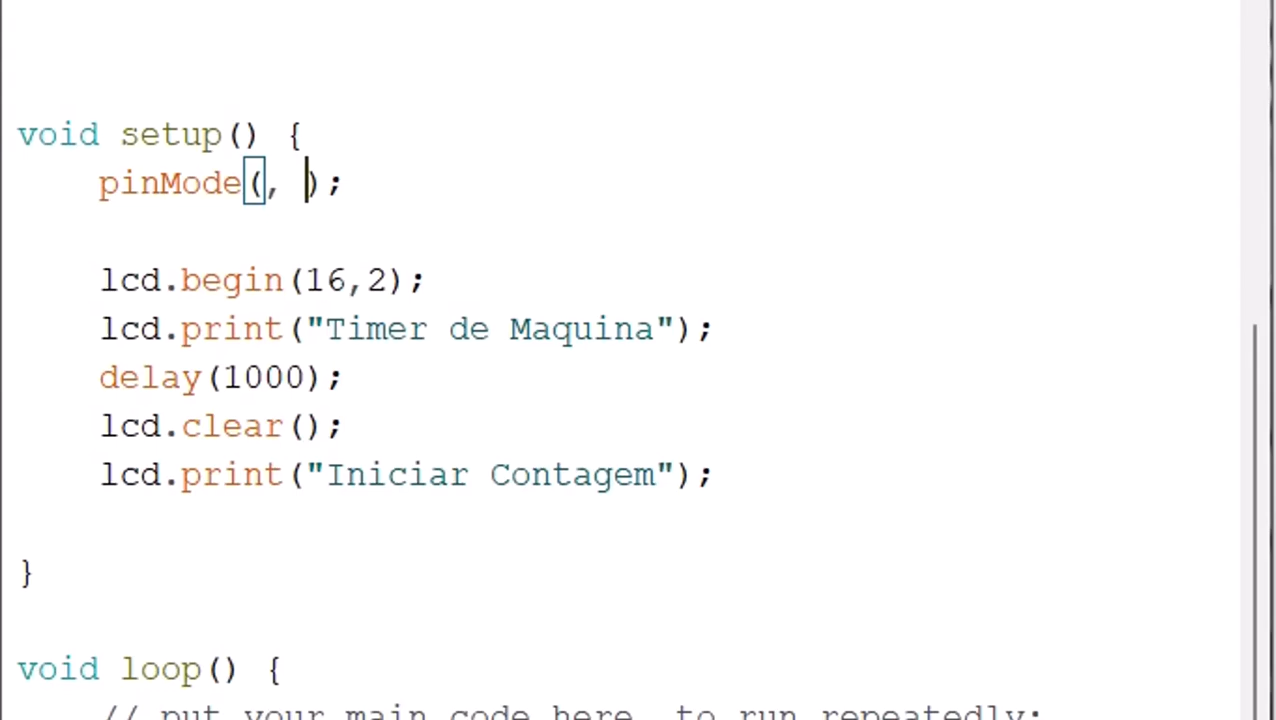 void setup() {
    pinMode(, );
    lcd.begin(16,2);
    lcd.print("Timer de Maquina");
    delay(1000);
    lcd.clear();
    lcd.print("Iniciar Contagem");
}
void loop() {
    // put your main code here, to run repeatedly: